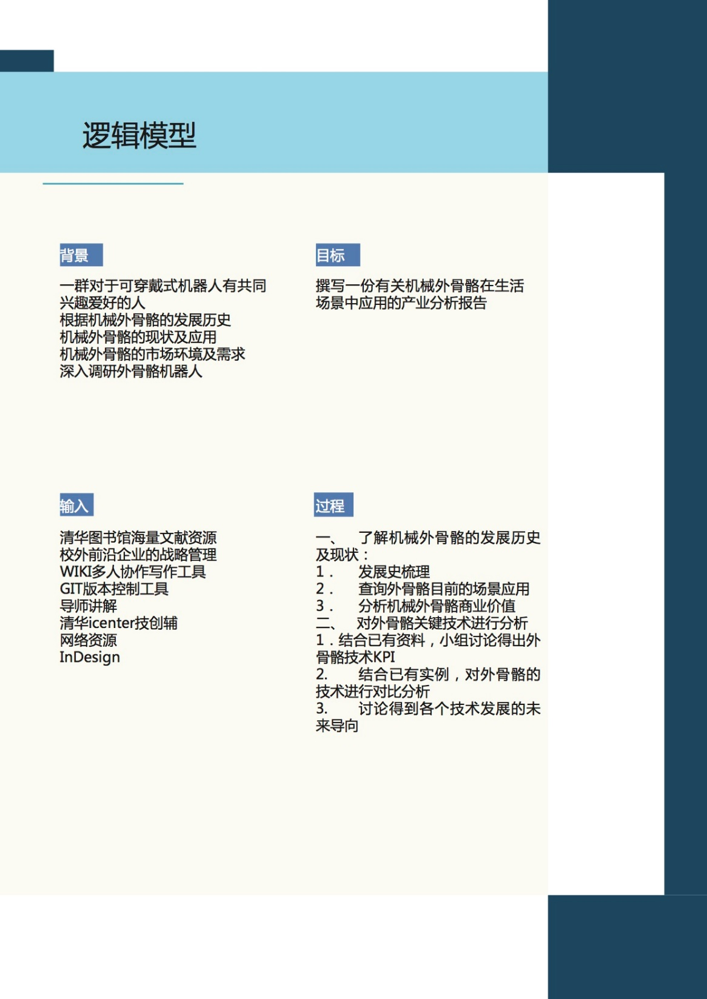 逻辑模型
背景
一群对于可穿戴式机器人有共同
兴趣爱好的人
根据机械外骨骼的发展历史
机械外骨骼的现状及应用
机械外骨骼的市场环境及需求
深入调研外骨骼机器人
目标
撰写一份有关机械外骨骼在生活
场景中应用的产业分析报告
输入
清华图书馆海量文献资源
校外前沿企业的战略管理
WIKI多人协作写作工具
GIT版本控制工具
导师讲解
清华icenter技创辅
网络资源
InDesign
过程
一、 了解机械外骨骼的发展历史
及现状：
1． 发展史梳理
2． 查询外骨骼目前的场景应用
3． 分析机械外骨骼商业价值
二、 对外骨骼关键技术进行分析
1．结合已有资料，小组讨论得出外
骨骼技术KPI
2. 结合已有实例，对外骨骼的
技术进行对比分析
3. 讨论得到各个技术发展的未
来导向